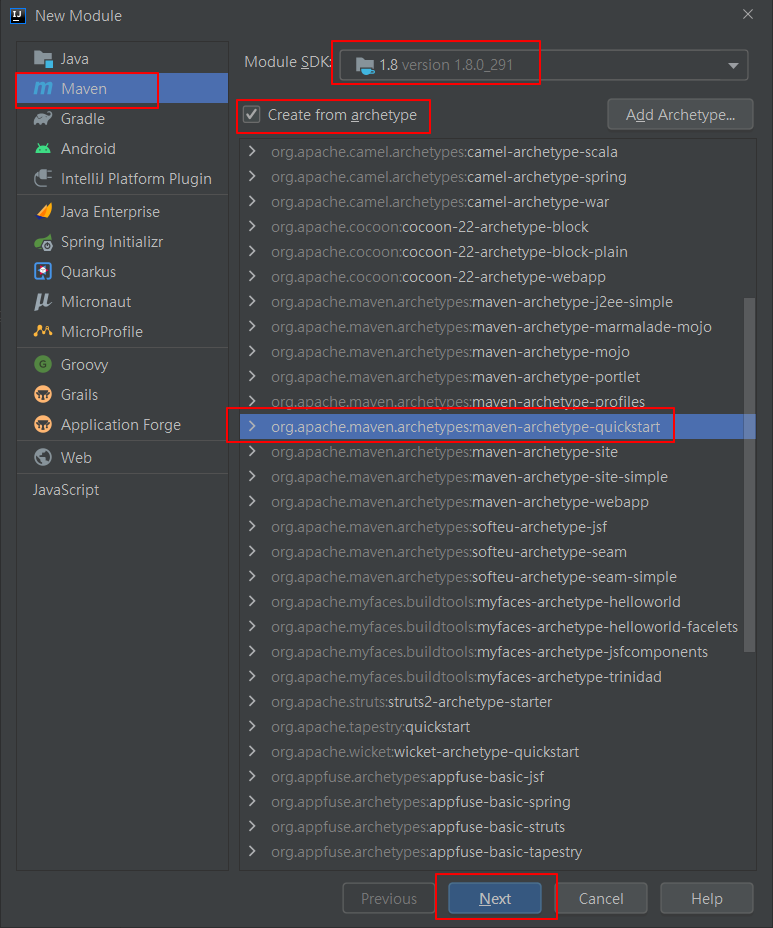 New Module
Java
Maven
Gradle
Android
IntelliJ Platform Plugin
Java Enterprise
Spring Initializr
Quarkus
Micronaut
MicroProfile
Groovy
Grails
Application Forge
Web
JavaScript
Module SDK: 1.8 version 1.8.0_291
Create from archetype
Add Archetype...
org.apache.camel.archetypes:camel-archetype-scala
org.apache.camel.archetypes:camel-archetype-spring
org.apache.camel.archetypes:camel-archetype-war
org.apache.cocoon:cocoon-22-archetype-block
org.apache.cocoon:cocoon-22-archetype-block-plain
org.apache.cocoon:cocoon-22-archetype-webapp
org.apache.maven.archetypes:maven-archetype-j2ee-simple
org.apache.maven.archetypes:maven-archetype-marmalade-mojo
org.apache.maven.archetypes:maven-archetype-mojo
org.apache.maven.archetypes:maven-archetype-portlet
org.apache.maven.archetypes:maven-archetype-profiles
org.apache.maven.archetypes:maven-archetype-quickstart
org.apache.maven.archetypes:maven-archetype-site
org.apache.maven.archetypes:maven-archetype-site-simple
org.apache.maven.archetypes:maven-archetype-webapp
org.apache.maven.archetypes:softeu-archetype-jsf
org.apache.maven.archetypes:softeu-archetype-seam
org.apache.maven.archetypes:softeu-archetype-seam-simple
org.apache.myfaces.buildtools:myfaces-archetype-helloworld
org.apache.myfaces.buildtools:myfaces-archetype-helloworld-facelets
org.apache.myfaces.buildtools:myfaces-archetype-jsfcomponents
org.apache.myfaces.buildtools:myfaces-archetype-trinidad
org.apache.struts:struts2-archetype-starter
org.apache.tapestry:quickstart
org.apache.wicket:wicket-archetype-quickstart
org.appfuse.archetypes:appfuse-basic-jsf
org.appfuse.archetypes:appfuse-basic-spring
org.appfuse.archetypes:appfuse-basic-struts
org.appfuse.archetypes:appfuse-basic-tapestry
Previous Next Cancel Help